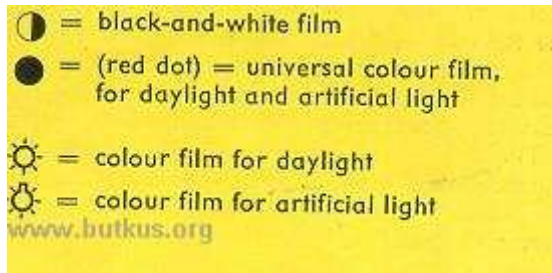 = black-and-white film
= (red dot) = universal colour film,
for daylight and artificial light
= colour film for daylight
= colour film for artificial light
www.butkus.org